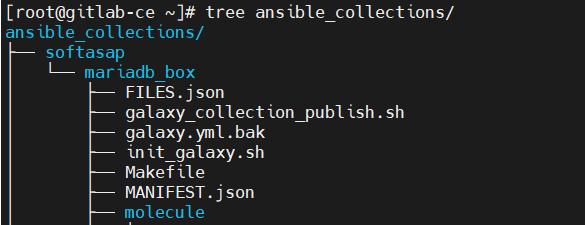 [root@gitlab-ce ~]# tree ansible_collections/
ansible_collections/
├── softasap
│   └── mariadb_box
│       ├── FILES.json
│       ├── galaxy_collection_publish.sh
│       ├── galaxy.yml.bak
│       ├── init_galaxy.sh
│       ├── Makefile
│       ├── MANIFEST.json
│       ├── molecule